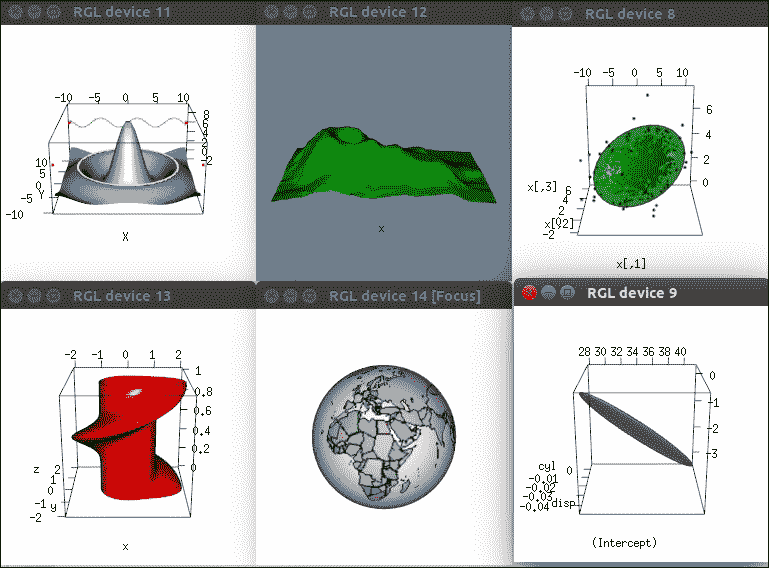 RGL device 11
-10 -5 0 5 10
8
6
4
2
0
-2
10
5
0
-5
-10
Y
X
RGL device 12
x
RGL device 8
-10 -5 0 5 10
6
4
2
0
x[,3]
6
4
2
0
-2
x[,2]
x[,1]
RGL device 13
-2 -1 0 1 2
1
0.8
0.6
0.4
0.2
0
z
2
1
0
-1
-2
y
x
RGL device 14 [Focus]
RGL device 9
28 30 32 34 36 38 40
0
-1
-2
-3
cyl
0
-0.01
-0.02
-0.03
-0.04
disp
(Intercept)